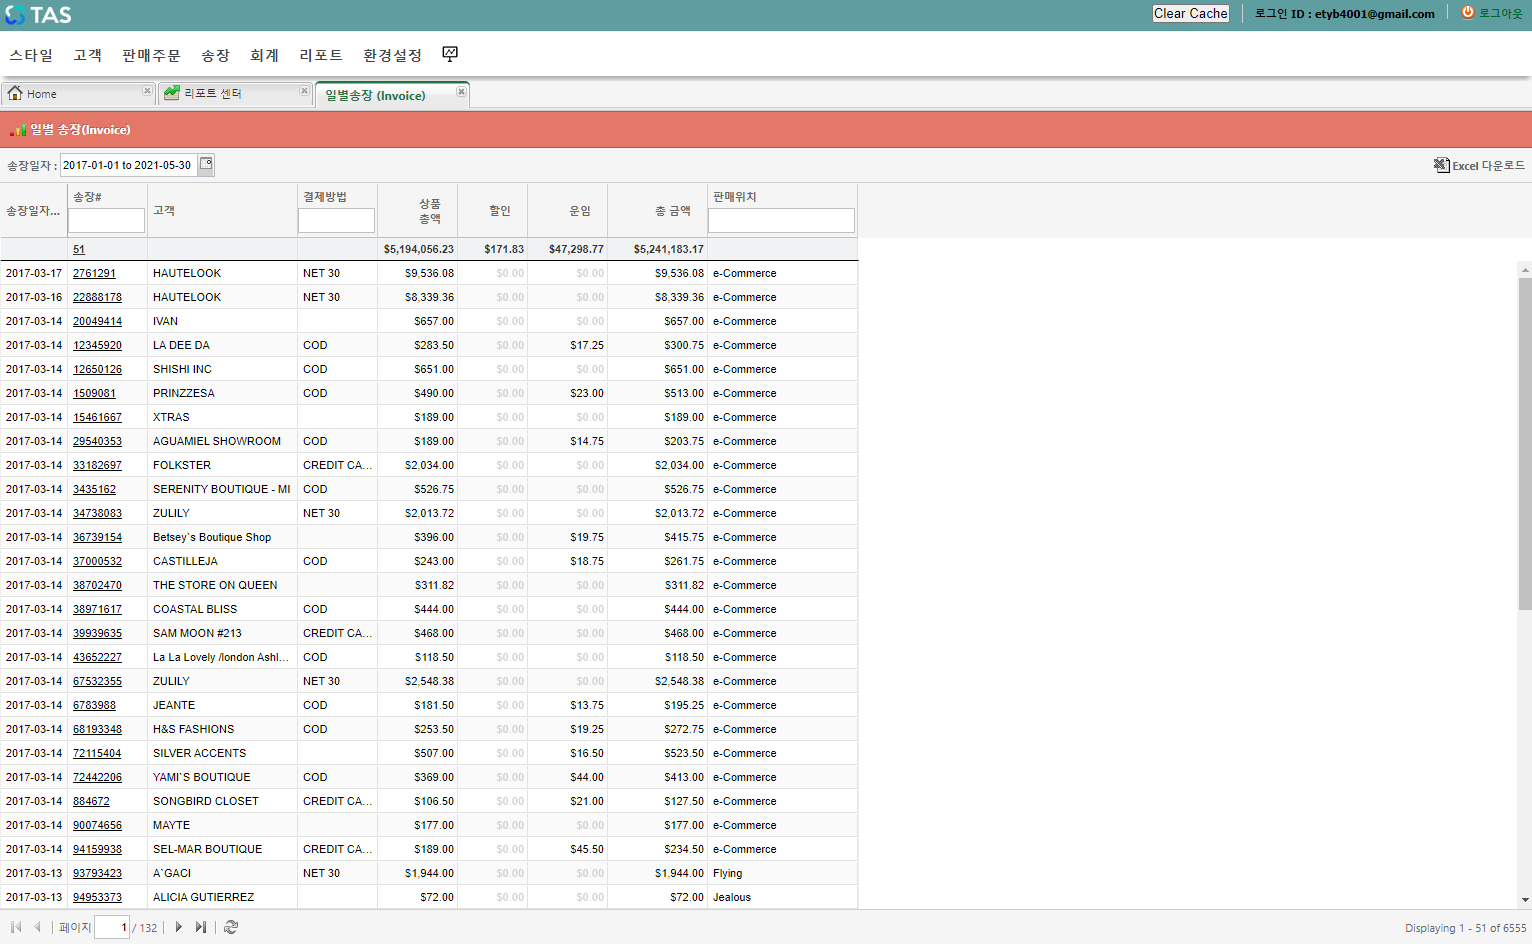 TAS
Clear Cache
로그인 ID : etyb4001@gmail.com
로그아웃
스타일 고객 판매주문 송장 회계 리포트 환경설정
Home
리포트 센터
일별송장 (Invoice)
일별 송장(Invoice)
송장일자 : 2017-01-01 to 2021-05-30
Excel 다운로드
송장일자... 송장# 고객 결제방법 상품 총액 할인 운임 총 금액 판매위치
51 $5,194,056.23 $171.83 $47,298.77 $5,241,183.17
2017-03-17 2761291 HAUTELOOK NET 30 $9,536.08 $0.00 $0.00 $9,536.08 e-Commerce
2017-03-16 22888178 HAUTELOOK NET 30 $8,339.36 $0.00 $0.00 $8,339.36 e-Commerce
2017-03-14 20049414 IVAN $657.00 $0.00 $0.00 $657.00 e-Commerce
2017-03-14 12345920 LA DEE DA COD $283.50 $0.00 $17.25 $300.75 e-Commerce
2017-03-14 12650126 SHISHI INC COD $651.00 $0.00 $0.00 $651.00 e-Commerce
2017-03-14 1509081 PRINZZESA COD $490.00 $0.00 $23.00 $513.00 e-Commerce
2017-03-14 15461667 XTRAS $189.00 $0.00 $0.00 $189.00 e-Commerce
2017-03-14 29540353 AGUAMIEL SHOWROOM COD $189.00 $0.00 $14.75 $203.75 e-Commerce
2017-03-14 33182697 FOLKSTER CREDIT CA... $2,034.00 $0.00 $0.00 $2,034.00 e-Commerce
2017-03-14 3435162 SERENITY BOUTIQUE - MI COD $526.75 $0.00 $0.00 $526.75 e-Commerce
2017-03-14 34738083 ZULILY NET 30 $2,013.72 $0.00 $0.00 $2,013.72 e-Commerce
2017-03-14 36739154 Betsey`s Boutique Shop $396.00 $0.00 $19.75 $415.75 e-Commerce
2017-03-14 37000532 CASTILLEJA COD $243.00 $0.00 $18.75 $261.75 e-Commerce
2017-03-14 38702470 THE STORE ON QUEEN $311.82 $0.00 $0.00 $311.82 e-Commerce
2017-03-14 38971617 COASTAL BLISS COD $444.00 $0.00 $0.00 $444.00 e-Commerce
2017-03-14 39939635 SAM MOON #213 CREDIT CA... $468.00 $0.00 $0.00 $468.00 e-Commerce
2017-03-14 43652227 La La Lovely /london Ashl... COD $118.50 $0.00 $0.00 $118.50 e-Commerce
2017-03-14 67532355 ZULILY NET 30 $2,548.38 $0.00 $0.00 $2,548.38 e-Commerce
2017-03-14 6783988 JEANTE COD $181.50 $0.00 $13.75 $195.25 e-Commerce
2017-03-14 68193348 H&S FASHIONS COD $253.50 $0.00 $19.25 $272.75 e-Commerce
2017-03-14 72115404 SILVER ACCENTS $507.00 $0.00 $16.50 $523.50 e-Commerce
2017-03-14 72442206 YAMI`S BOUTIQUE COD $369.00 $0.00 $44.00 $413.00 e-Commerce
2017-03-14 884672 SONGBIRD CLOSET CREDIT CA... $106.50 $0.00 $21.00 $127.50 e-Commerce
2017-03-14 90074656 MAYTE $177.00 $0.00 $0.00 $177.00 e-Commerce
2017-03-14 94159938 SEL-MAR BOUTIQUE CREDIT CA... $189.00 $0.00 $45.50 $234.50 e-Commerce
2017-03-13 93793423 A`GACI NET 30 $1,944.00 $0.00 $0.00 $1,944.00 Flying
2017-03-13 94953373 ALICIA GUTIERREZ $72.00 $0.00 $0.00 $72.00 Jealous
페이지 1 / 132
Displaying 1 - 51 of 6555